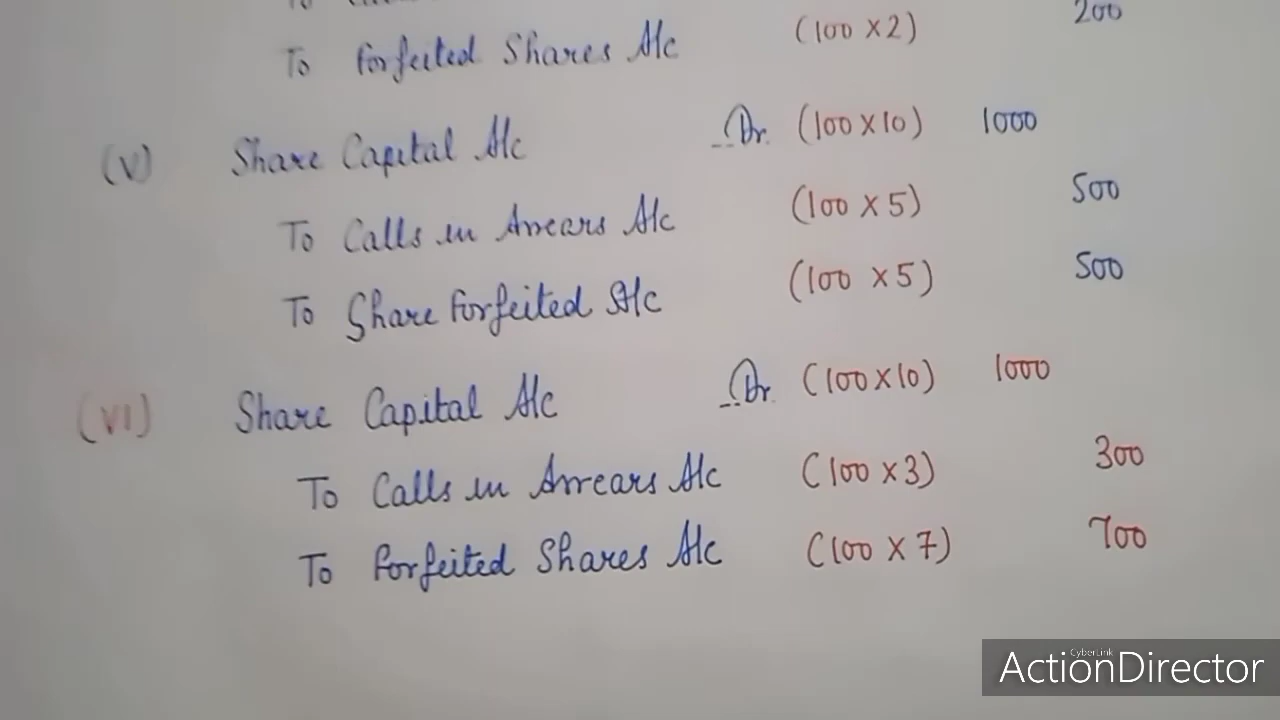 To Forfeited Shares A/c (100 X 2) 200
(V) Share Capital A/c ...Dr. (100 X 10) 1000
To Calls in Arrears A/c (100 X 5) 500
To Share Forfeited A/c (100 X 5) 500
(VI) Share Capital A/c ...Dr. (100 X 10) 1000
To Calls in Arrears A/c (100 X 3) 300
To Forfeited Shares A/c (100 X 7) 700
CyberLink
ActionDirector